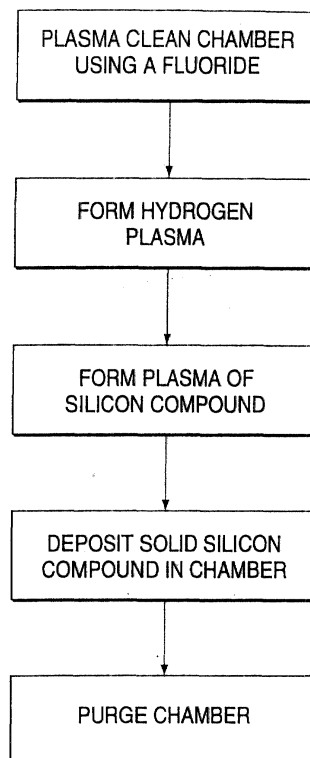 PLASMA CLEAN CHAMBER
USING A FLUORIDE
FORM HYDROGEN
PLASMA
FORM PLASMA OF
SILICON COMPOUND
DEPOSIT SOLID SILICON
COMPOUND IN CHAMBER
PURGE CHAMBER